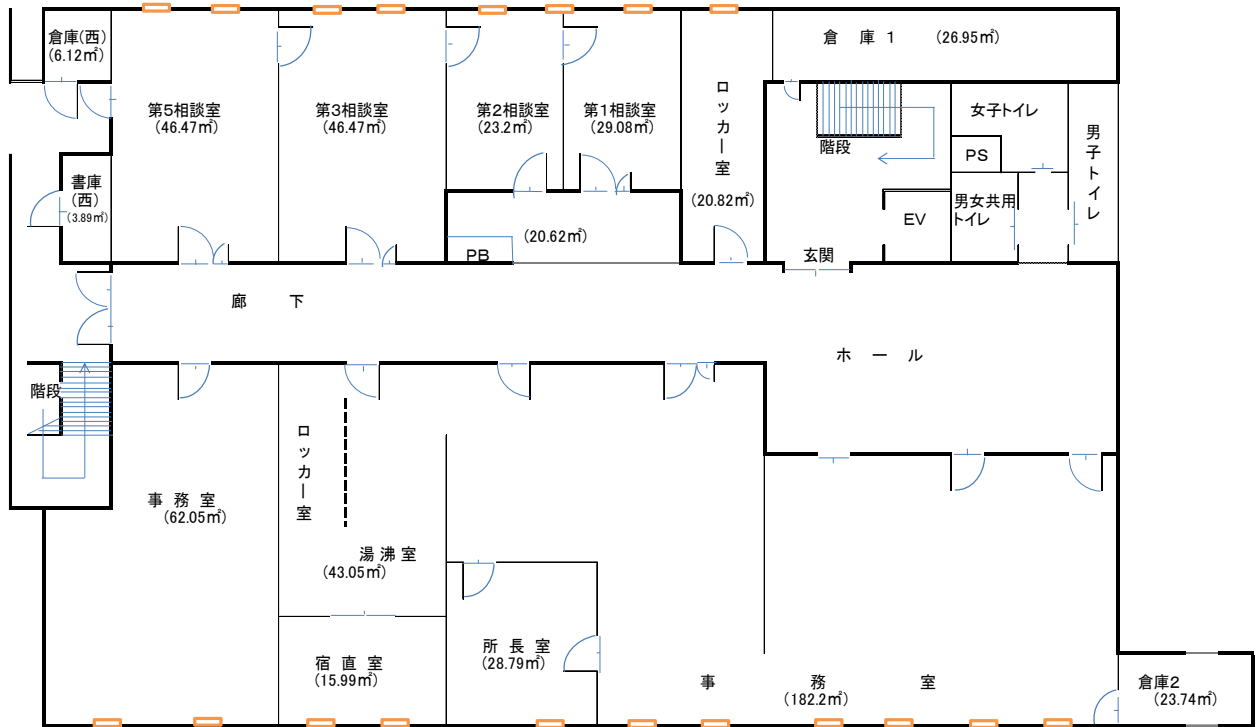 倉庫(西)
(6.12㎡)
倉 庫 1 (26.95㎡)
第5相談室
(46.47㎡)
第3相談室
(46.47㎡)
第2相談室
(23.2㎡)
第1相談室
(29.08㎡)
ロッカー室
(20.82㎡)
階段
女子トイレ
PS
男子トイレ
書庫
(西)
(3.89㎡)
男女共用
トイレ
EV
(20.62㎡)
PB
玄関
廊 下
ホ ー ル
階段
ロッカー室
事 務 室
(62.05㎡)
湯 沸 室
(43.05㎡)
宿 直 室
(15.99㎡)
所 長 室
(28.79㎡)
事 務 室
(182.2㎡)
倉庫2
(23.74㎡)